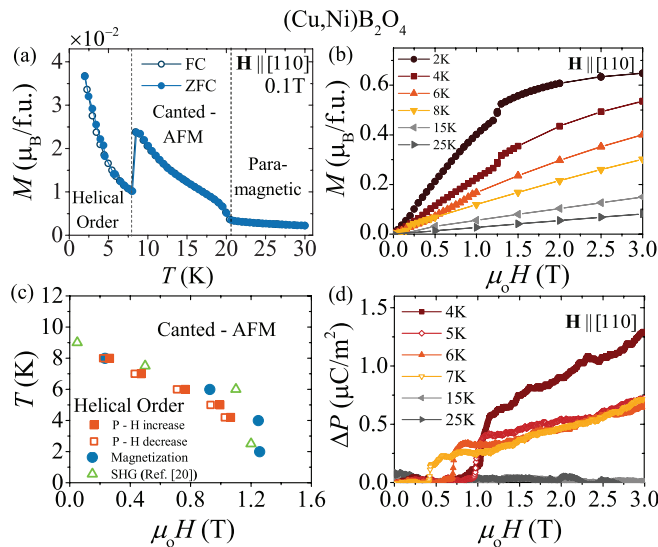 (Cu,Ni)B₂O₄
(a)
×10⁻²
FC
ZFC
H || [110]
0.1T
Canted -
AFM
Para-
magnetic
Helical
Order
4
3
2
1
0
M (μB/f.u.)
0 5 10 15 20 25 30
T (K)
(b)
H || [110]
2K
4K
6K
8K
15K
25K
0.6
0.4
0.2
0.0
M (μB/f.u.)
0.0 0.5 1.0 1.5 2.0 2.5 3.0
μoH (T)
(c)
Canted - AFM
Helical Order
P - H increase
P - H decrease
Magnetization
SHG (Ref. [20])
12
10
8
6
4
2
0
T (K)
0.0 0.4 0.8 1.2 1.6
μoH (T)
(d)
H || [110]
4K
5K
6K
7K
15K
25K
1.5
1.0
0.5
0.0
ΔP (μC/m²)
0.0 0.5 1.0 1.5 2.0 2.5 3.0
μoH (T)